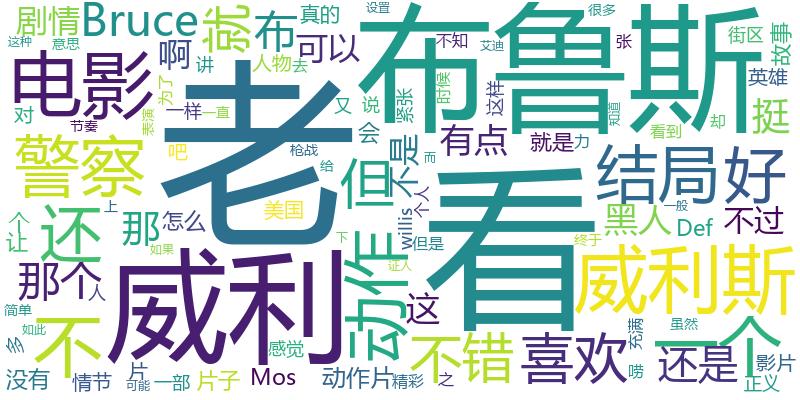 剧情
Bruce
就
布
真的
可以
不知
很多
设置
艾迪
张
街区
故事
这种
意思
啊
讲
人物
去
为了
对
又
说
紧张
时候
这样
英雄
知道
挺
电影
老
布鲁斯
节奏
表演
一样
一直
会
有点
就是
力
看到
却
吧
枪战
给
而
不是
但
警察
看
结局
好
个
让
还
那
怎么
上
美国
willis
个人
但是
黑人
Def
一般
不过
那个
人
如果
威利
下
证人
动作
这
终于
威利斯
简单
如此
多
不
感觉
不错
喜欢
充满
虽然
一个
没有
情节
片
可能
一部
片子
Mos
动作片
精彩
之
唠
还是
影片
正义